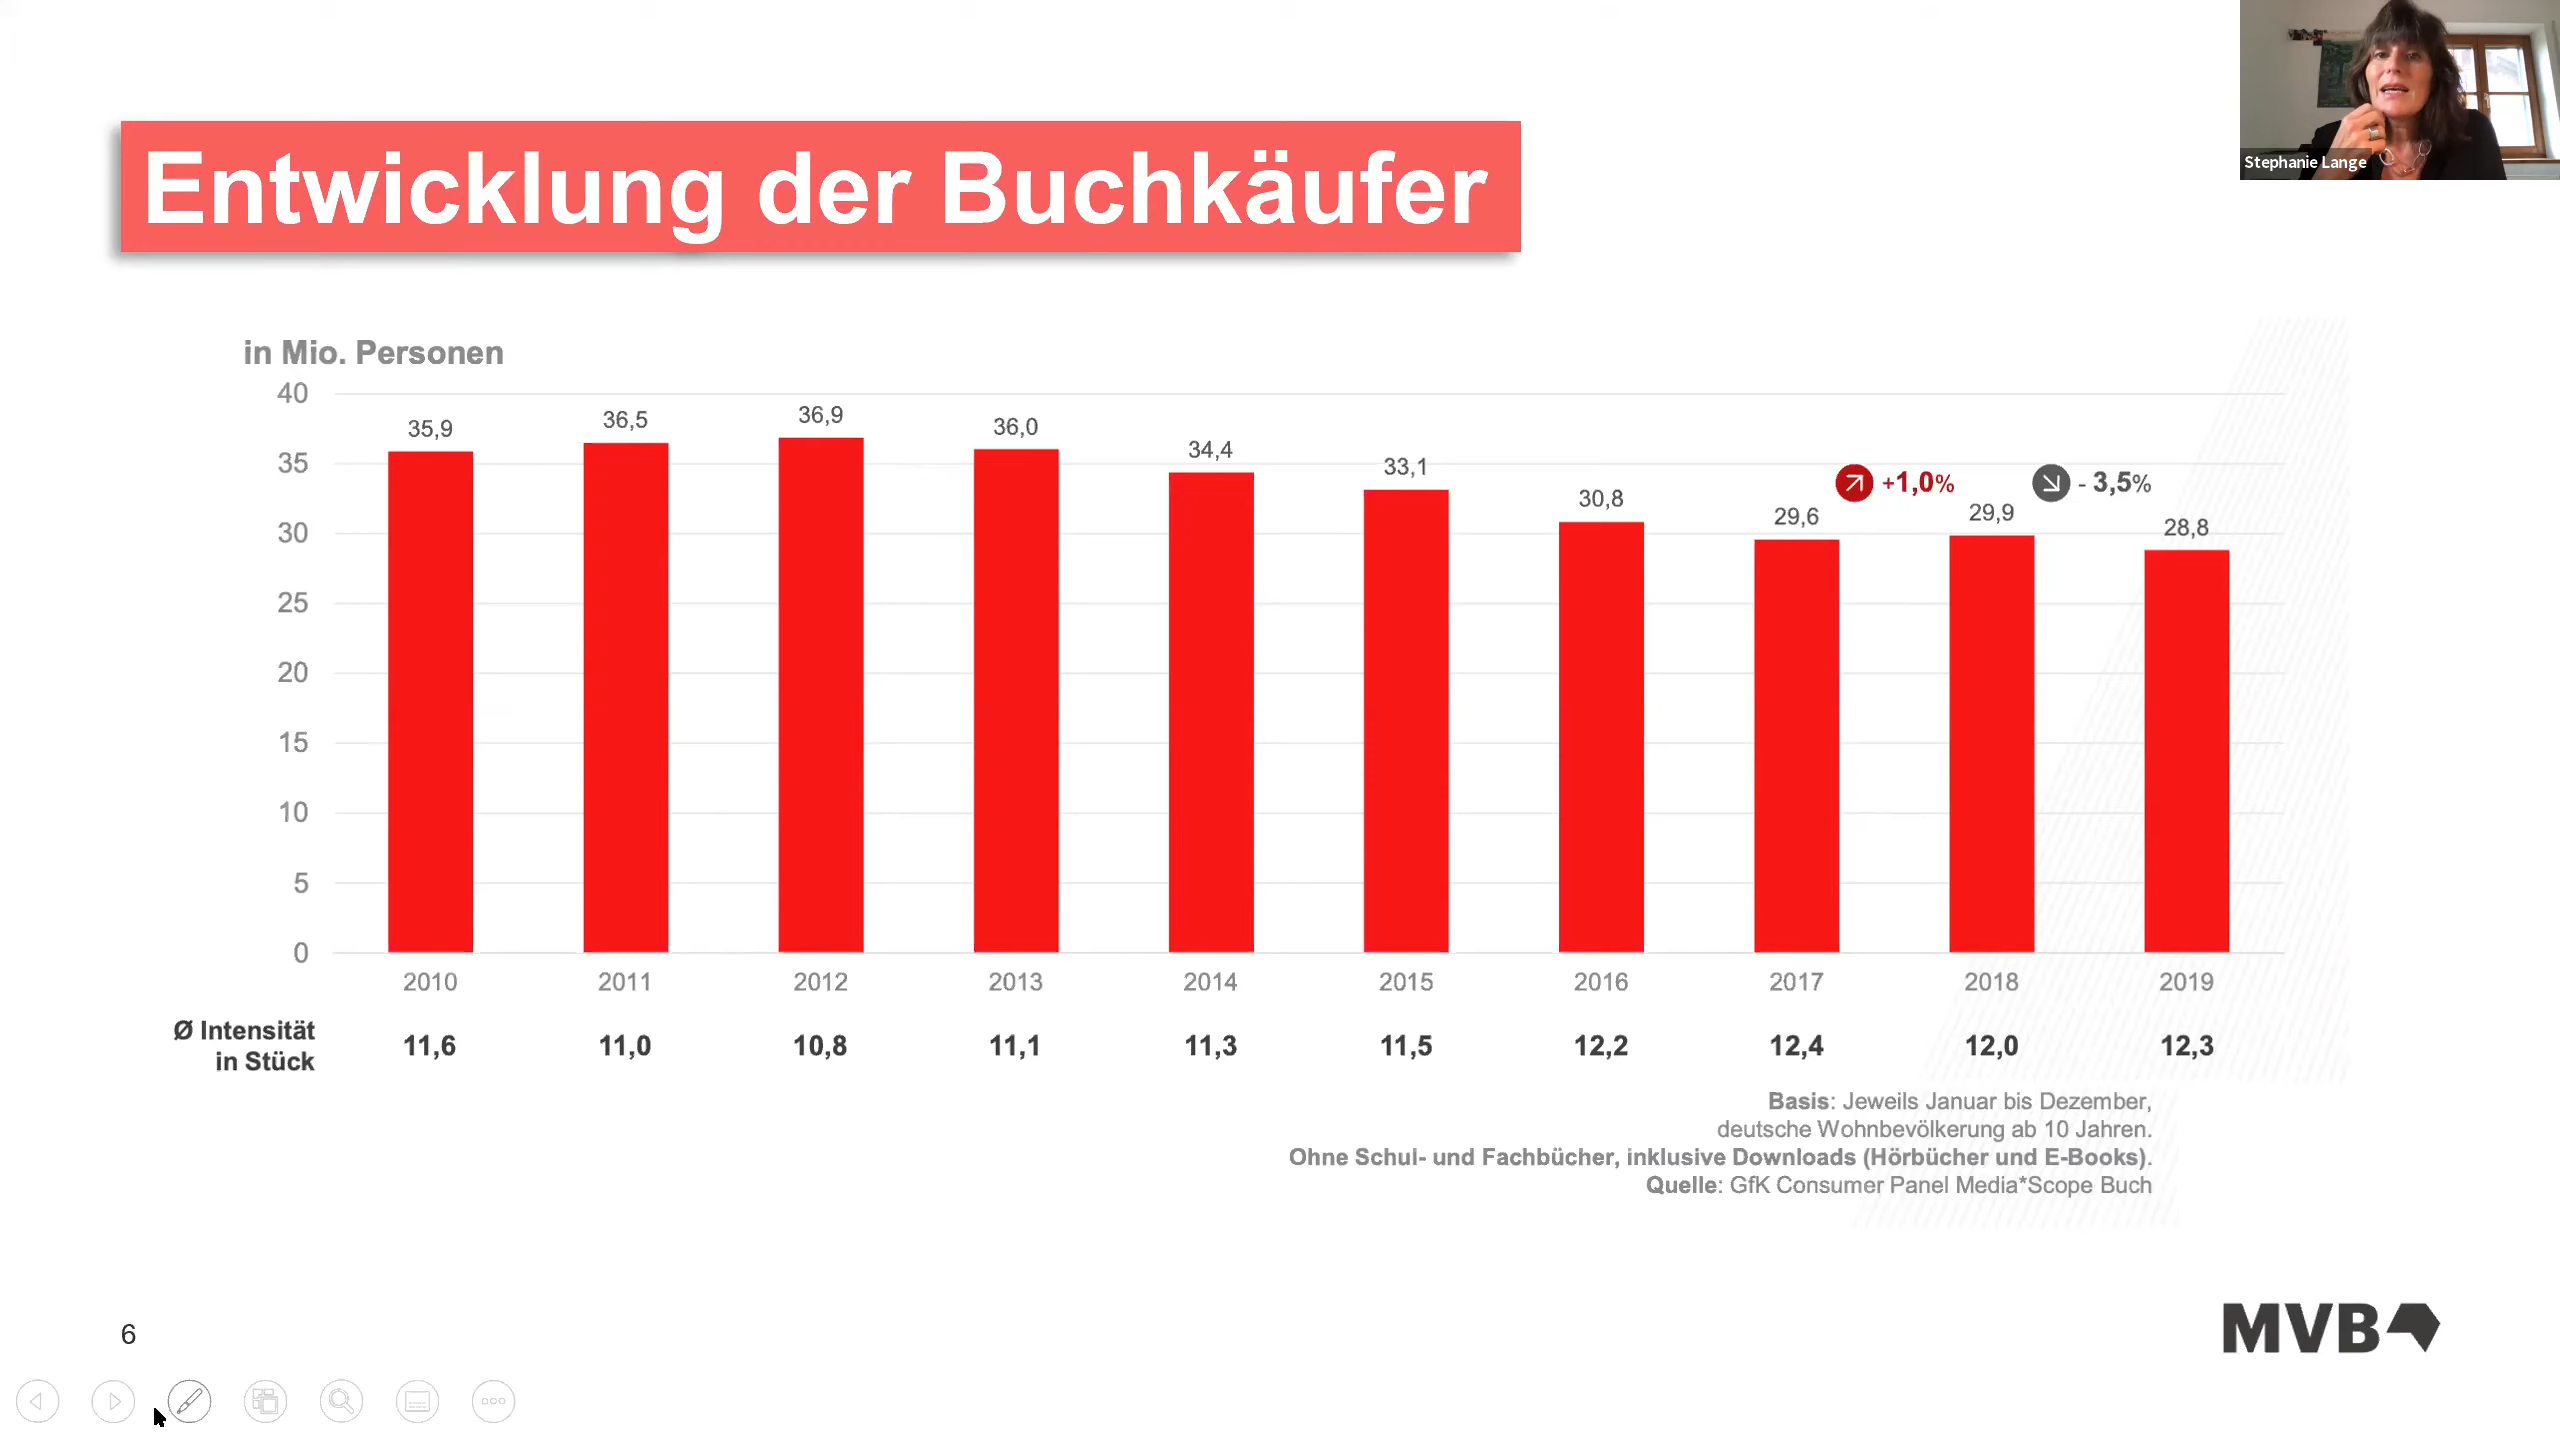 Stephanie Lange
Entwicklung der Buchkäufer
in Mio. Personen
40
35
30
25
20
15
10
5
0
35,9
36,5
36,9
36,0
34,4
33,1
30,8
29,6
29,9
28,8
+1,0%
- 3,5%
2010 2011 2012 2013 2014 2015 2016 2017 2018 2019
Ø Intensität
in Stück
11,6 11,0 10,8 11,1 11,3 11,5 12,2 12,4 12,0 12,3
Basis: Jeweils Januar bis Dezember,
deutsche Wohnbevölkerung ab 10 Jahren.
Ohne Schul- und Fachbücher, inklusive Downloads (Hörbücher und E-Books).
Quelle: GfK Consumer Panel Media*Scope Buch
6
MVB